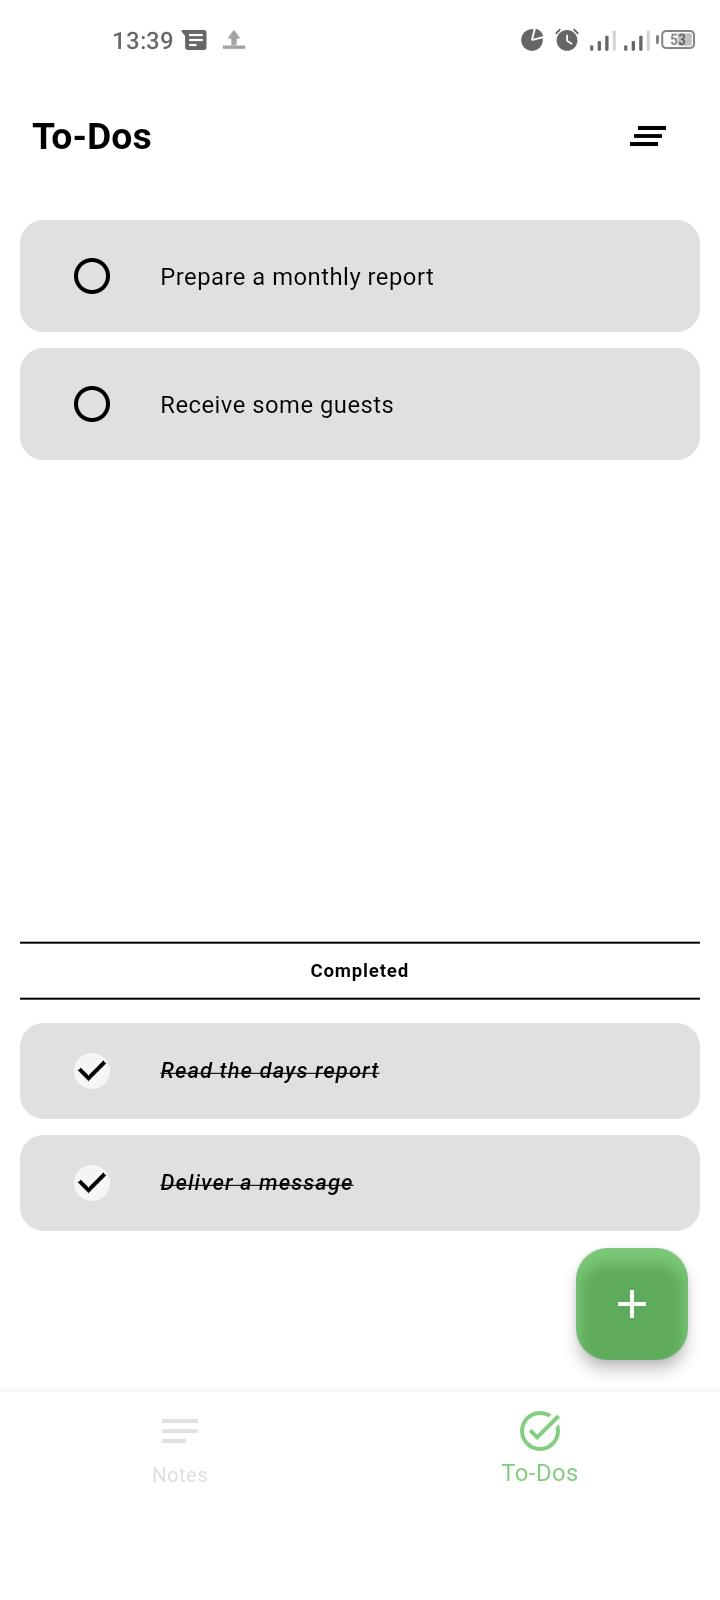 13:39
53
To-Dos
Prepare a monthly report
Receive some guests
Completed
Read the days report
Deliver a message
Notes
To-Dos